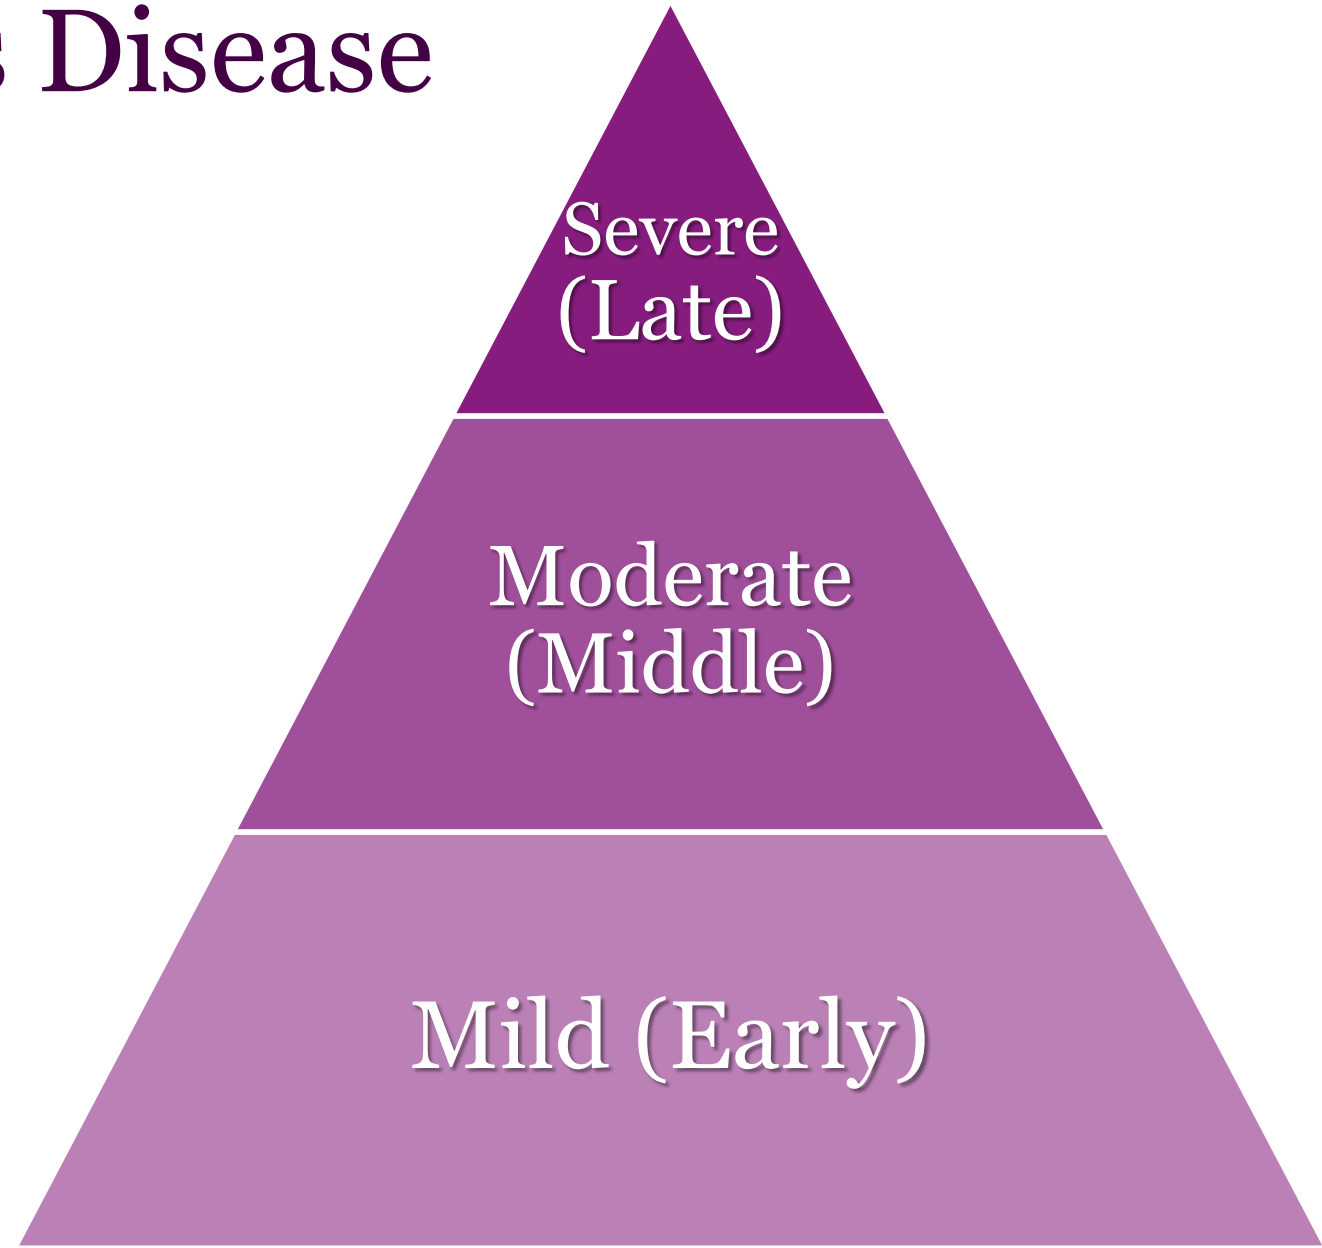 s Disease
Severe
(Late)
Moderate
(Middle)
Mild (Early)